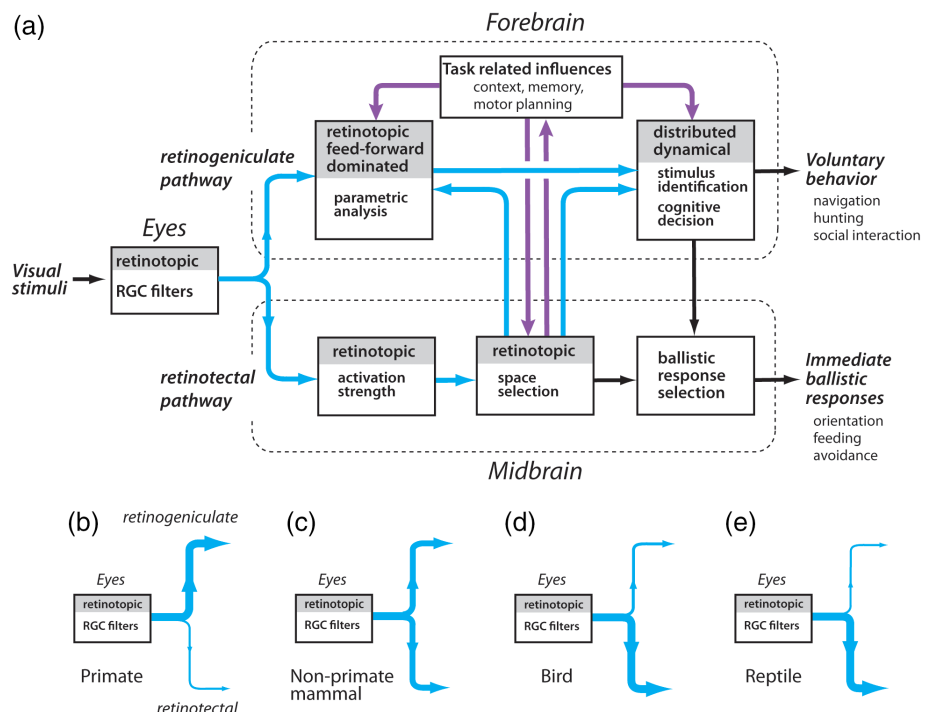 (a)
Forebrain
Task related influences
context, memory,
motor planning
retinogeniculate
pathway
retinotopic
feed-forward
dominated
parametric
analysis
distributed
dynamical
stimulus
identification
cognitive
decision
Voluntary
behavior
navigation
hunting
social interaction
Eyes
Visual
stimuli
retinotopic
RGC filters
retinotectal
pathway
retinotopic
activation
strength
retinotopic
space
selection
ballistic
response
selection
Immediate
ballistic
responses
orientation
feeding
avoidance
Midbrain
(b)
retinogeniculate
Eyes
retinotopic
RGC filters
Primate
retinotectal
(c)
Eyes
retinotopic
RGC filters
Non-primate
mammal
(d)
Eyes
retinotopic
RGC filters
Bird
(e)
Eyes
retinotopic
RGC filters
Reptile